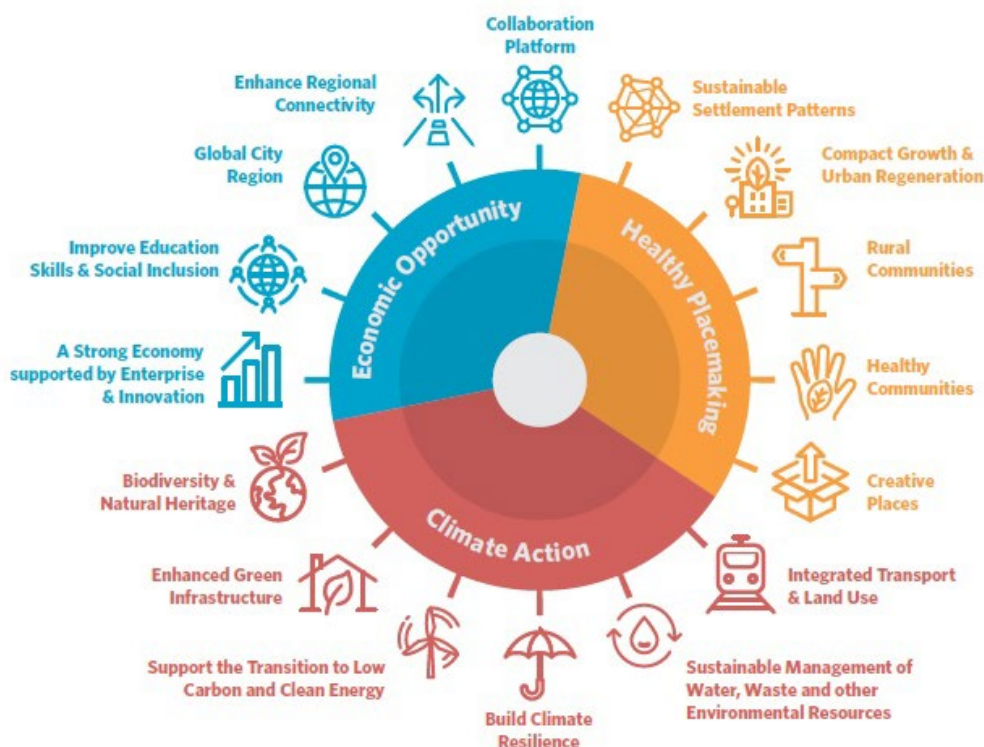 Collaboration
Platform
Enhance Regional
Connectivity
Sustainable
Settlement Patterns
Global City
Region
Compact Growth &
Urban Regeneration
Improve Education
Skills & Social Inclusion
Rural
Communities
A Strong Economy
supported by Enterprise
& Innovation
Healthy
Communities
Economic Opportunity
Healthy Placemaking
Climate Action
Biodiversity &
Natural Heritage
Creative
Places
Enhanced Green
Infrastructure
Integrated Transport
& Land Use
Support the Transition to Low
Carbon and Clean Energy
Build Climate
Resilience
Sustainable Management of
Water, Waste and other
Environmental Resources